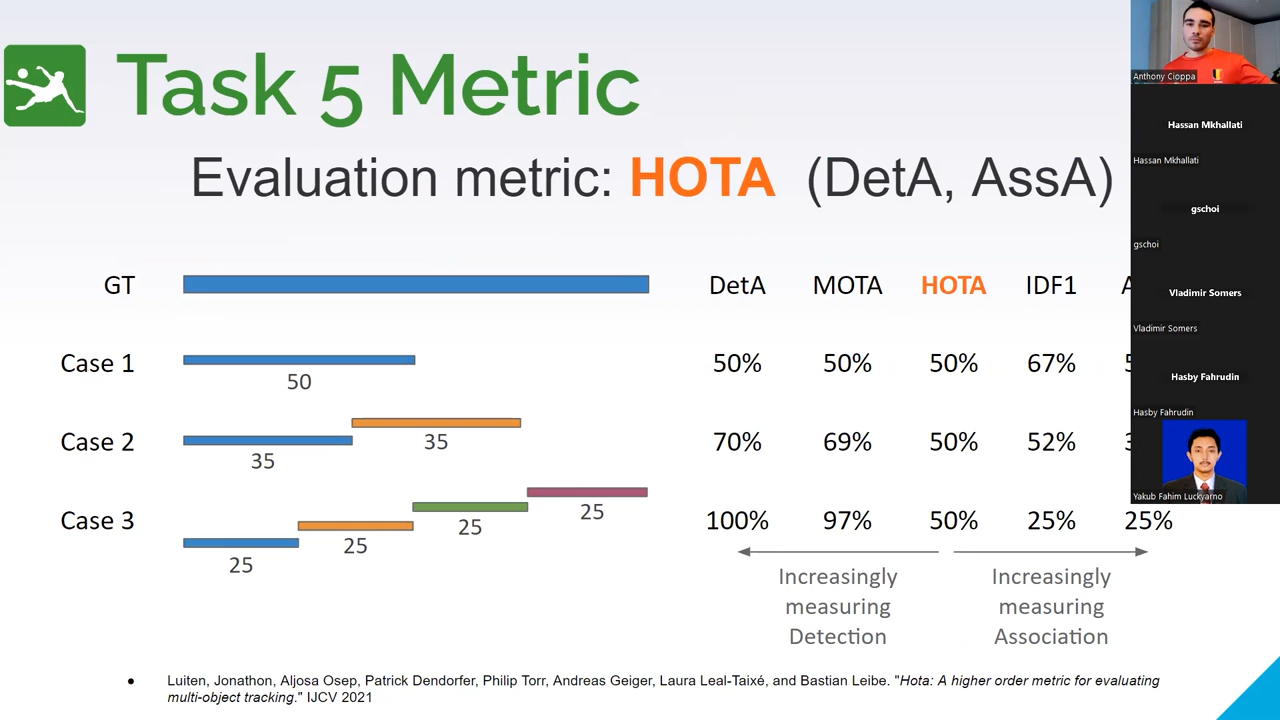 Task 5 Metric
Evaluation metric: HOTA (DetA, AssA)
GT DetA MOTA HOTA IDF1
Case 1 50% 50% 50% 67%
50
Case 2 70% 69% 50% 52%
35 35
Case 3 100% 97% 50% 25% 25%
25 25 25 25
Increasingly
measuring
Detection
Increasingly
measuring
Association
• Luiten, Jonathon, Aljosa Osep, Patrick Dendorfer, Philip Torr, Andreas Geiger, Laura Leal-Taixé, and Bastian Leibe. "Hota: A higher order metric for evaluating
multi-object tracking." IJCV 2021
Anthony Cioppa
Hassan Mkhallati
Hassan Mkhallati
gschoi
gschoi
Vladimir Somers
Vladimir Somers
Hasby Fahrudin
Hasby Fahrudin
Yakub Fahim Luckyarno